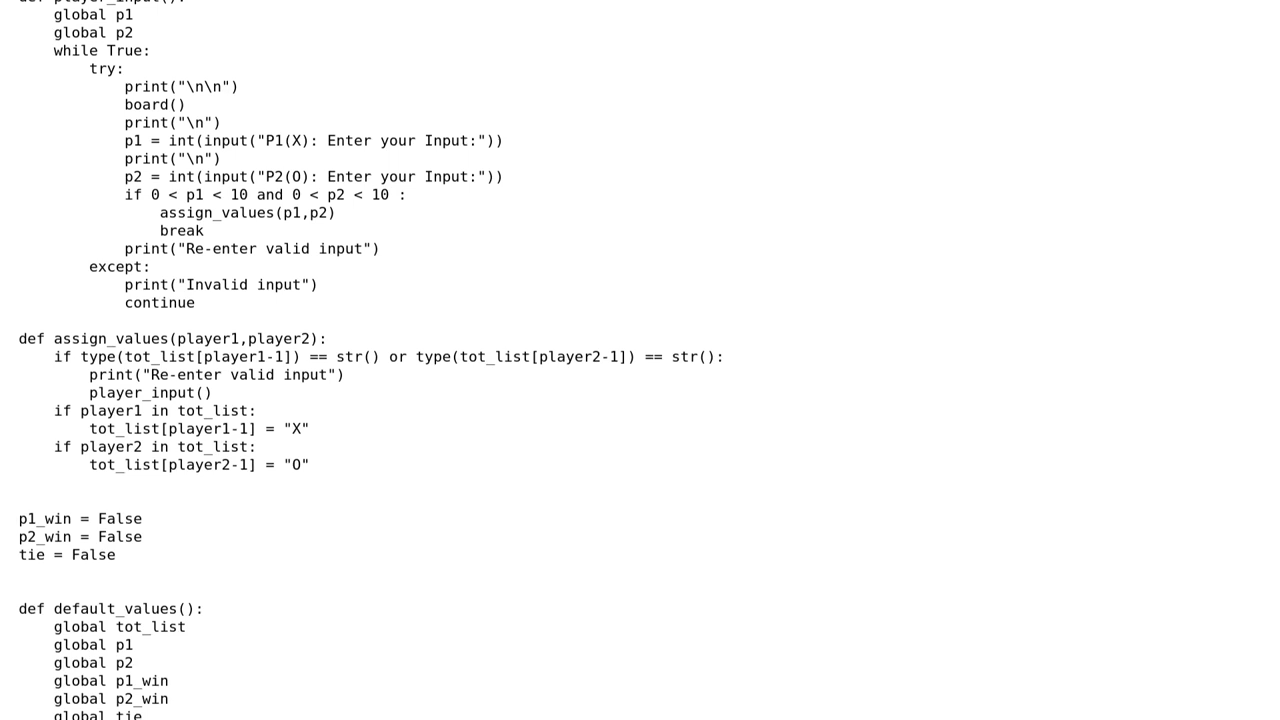 def player_input():
    global p1
    global p2
    while True:
        try:
            print("\n\n")
            board()
            print("\n")
            p1 = int(input("P1(X): Enter your Input:"))
            print("\n")
            p2 = int(input("P2(O): Enter your Input:"))
            if 0 < p1 < 10 and 0 < p2 < 10 :
                assign_values(p1,p2)
                break
            print("Re-enter valid input")
        except:
            print("Invalid input")
            continue

def assign_values(player1,player2):
    if type(tot_list[player1-1]) == str() or type(tot_list[player2-1]) == str():
        print("Re-enter valid input")
        player_input()
    if player1 in tot_list:
        tot_list[player1-1] = "X"
    if player2 in tot_list:
        tot_list[player2-1] = "O"


p1_win = False
p2_win = False
tie = False


def default_values():
    global tot_list
    global p1
    global p2
    global p1_win
    global p2_win
    global tie